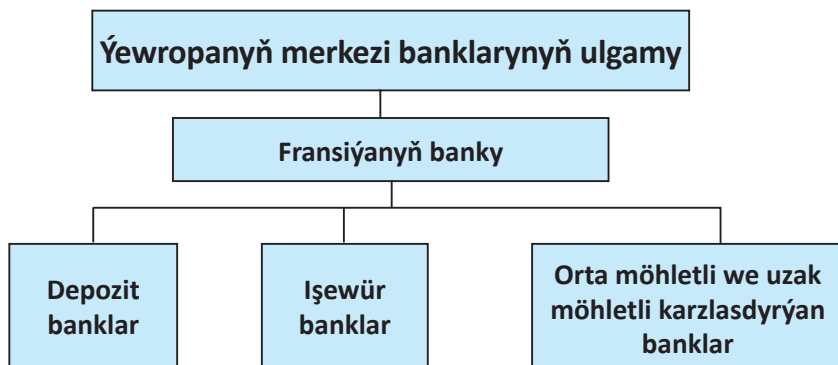 Ýewropanyň merkezi banklarynyň ulgamy
Fransiýanyň banky
Depozit
banklar
Işewür
banklar
Orta möhletli we uzak
möhletli karzlasdyrýan
banklar